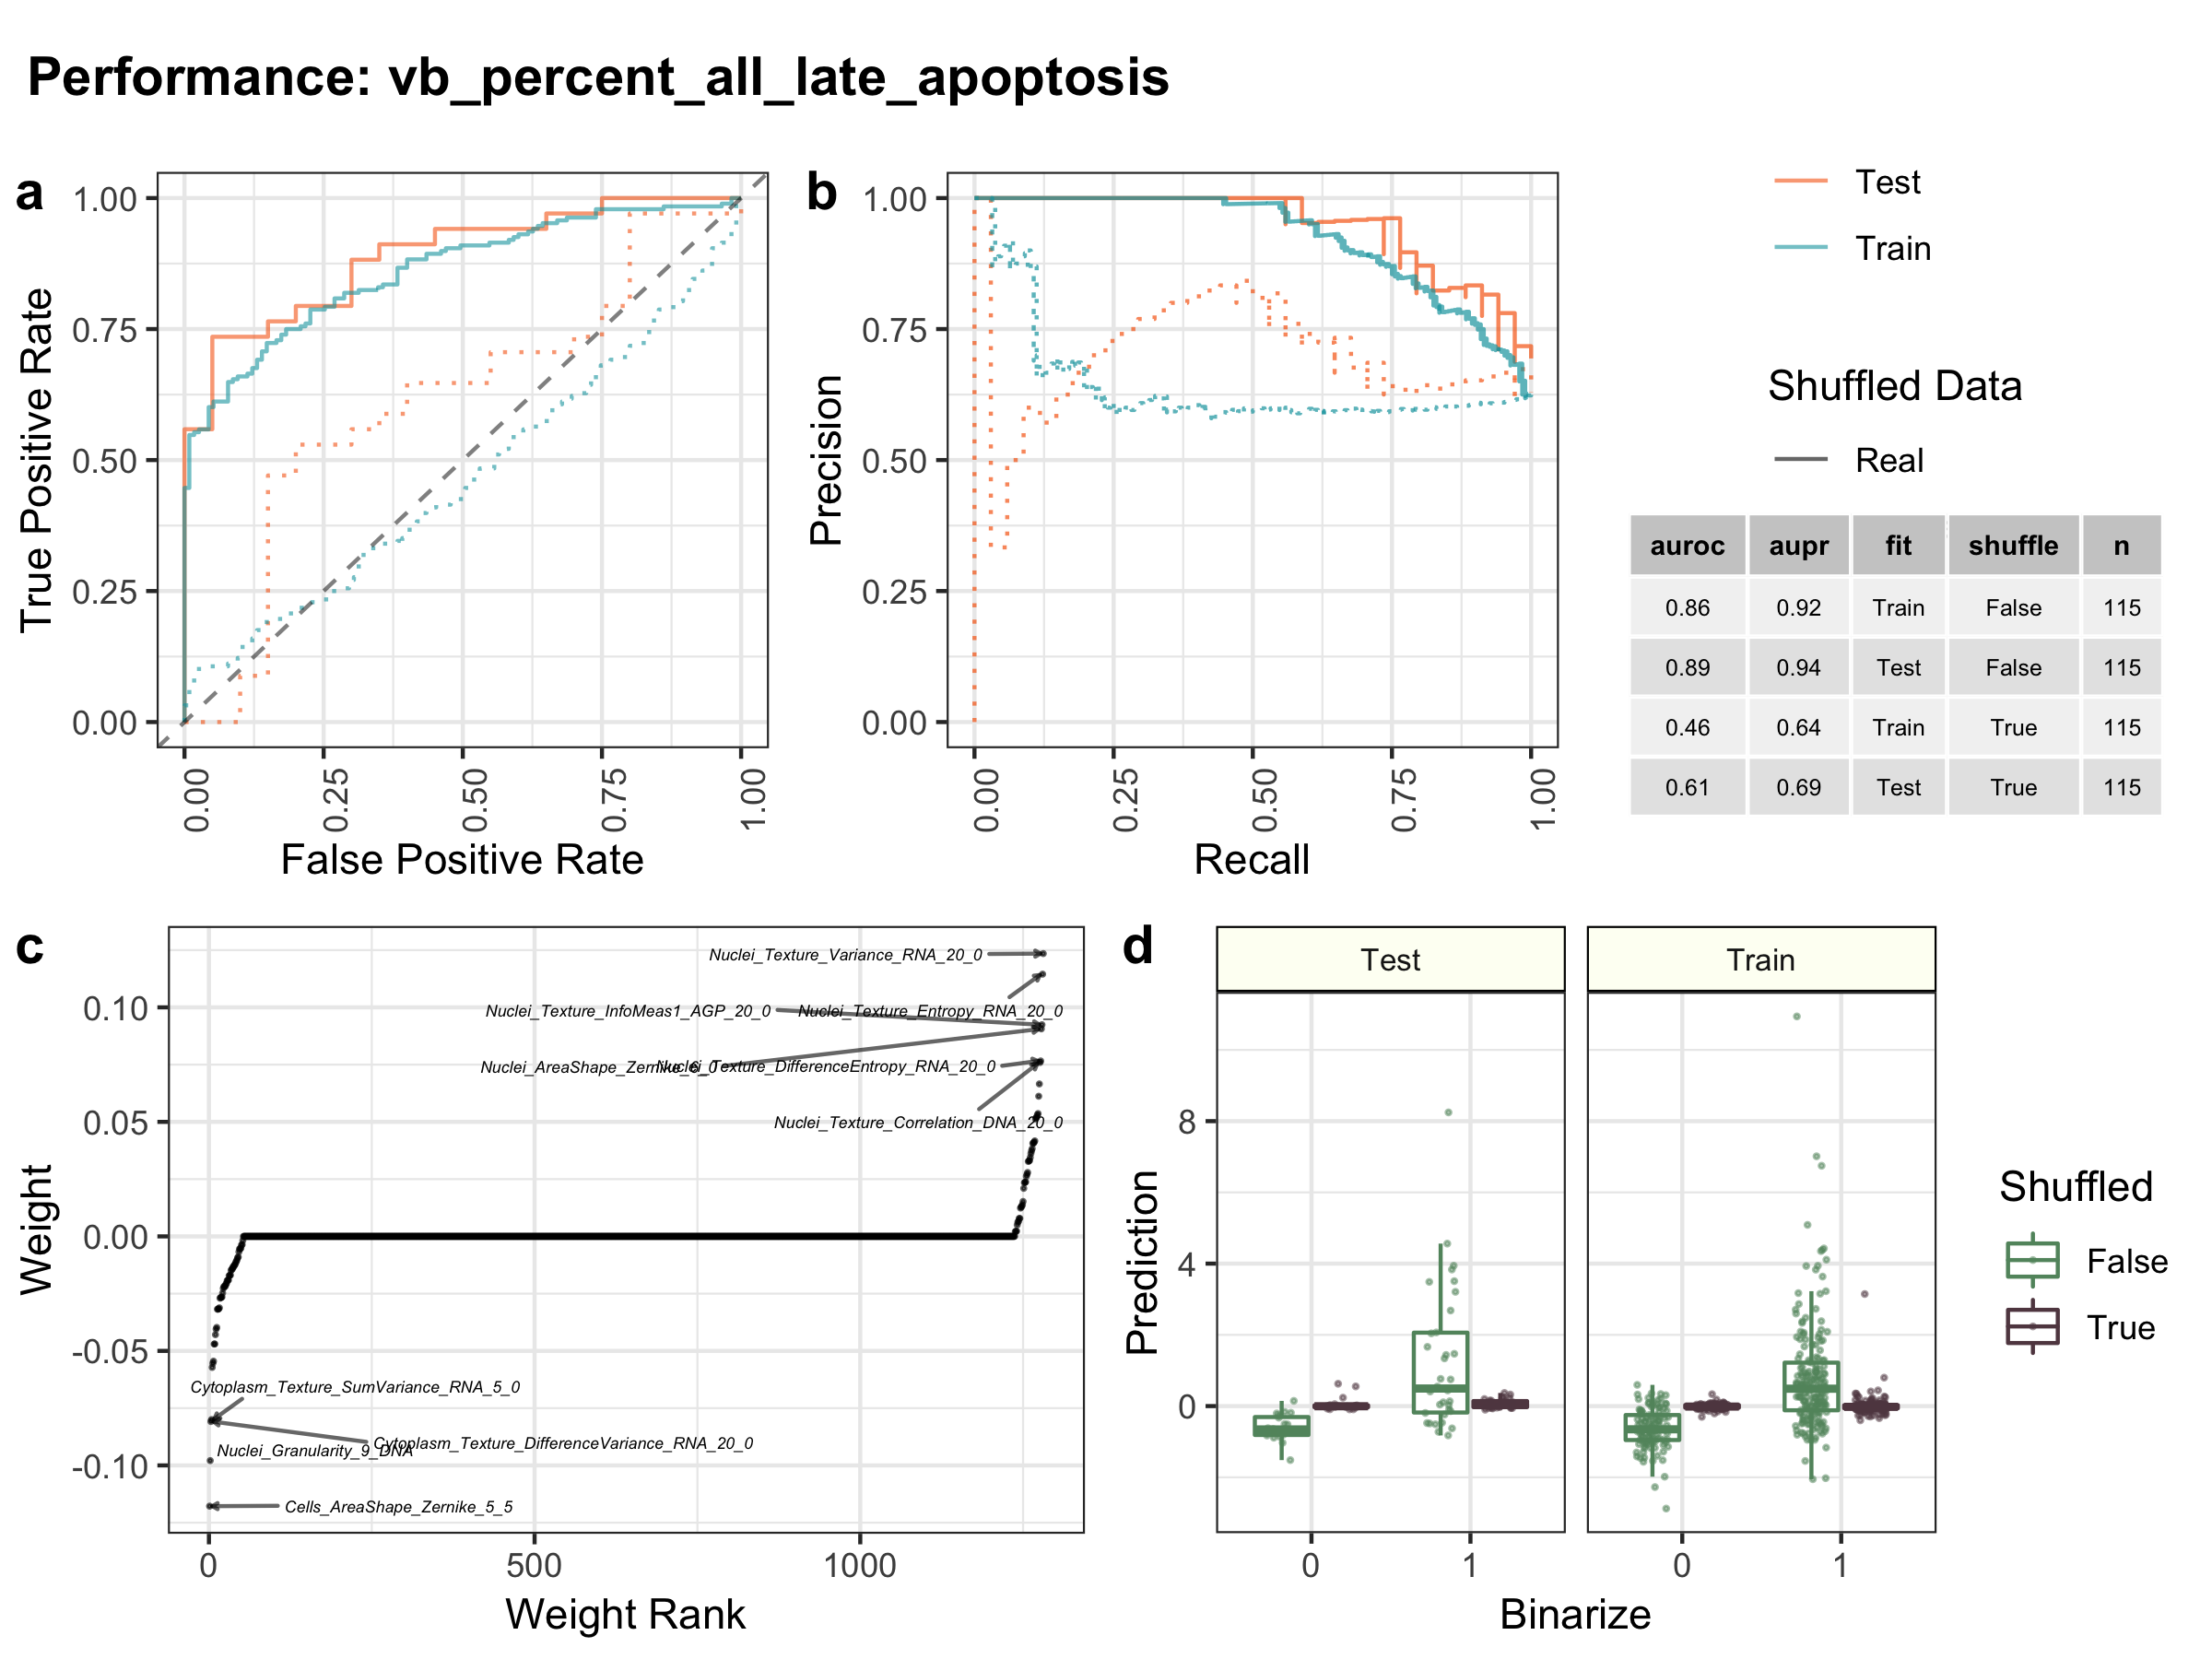 Performance: vb_percent_all_late_apoptosis
a
1.00
0.75
0.50
0.25
0.00
True Positive Rate
0.00
0.25
0.50
0.75
1.00
False Positive Rate
b
1.00
0.75
0.50
0.25
0.00
Precision
0.00
0.25
0.50
0.75
1.00
Recall
Test
Train
Shuffled Data
Real
auroc aupr fit shuffle n
0.86 0.92 Train False 115
0.89 0.94 Test False 115
0.46 0.64 Train True 115
0.61 0.69 Test True 115
c
0.10
0.05
0.00
-0.05
-0.10
Weight
Nuclei_Texture_Variance_RNA_20_0
Nuclei_Texture_InfoMeas1_AGP_20_0
Nuclei_Texture_Entropy_RNA_20_0
Nuclei_AreaShape_Zernike_6_0
Nuclei_Texture_DifferenceEntropy_RNA_20_0
Nuclei_Texture_Correlation_DNA_20_0
Cytoplasm_Texture_SumVariance_RNA_5_0
Cytoplasm_Texture_DifferenceVariance_RNA_20_0
Nuclei_Granularity_9_DNA
Cells_AreaShape_Zernike_5_5
0
500
1000
Weight Rank
d
Test
Train
8
4
0
Prediction
0
1
0
1
Binarize
Shuffled
False
True